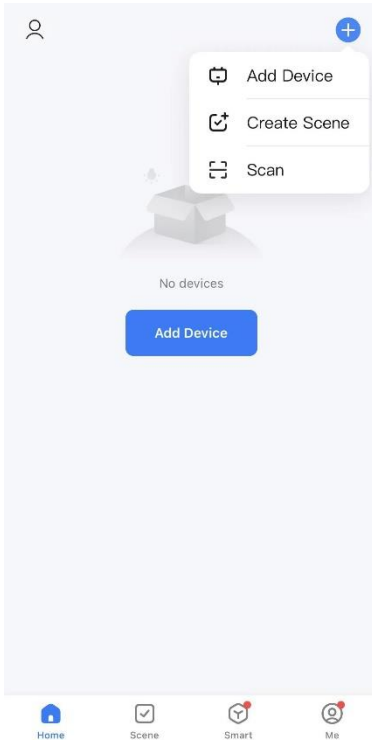 Add Device
Create Scene
Scan
No devices
Add Device
Home Scene Smart Me